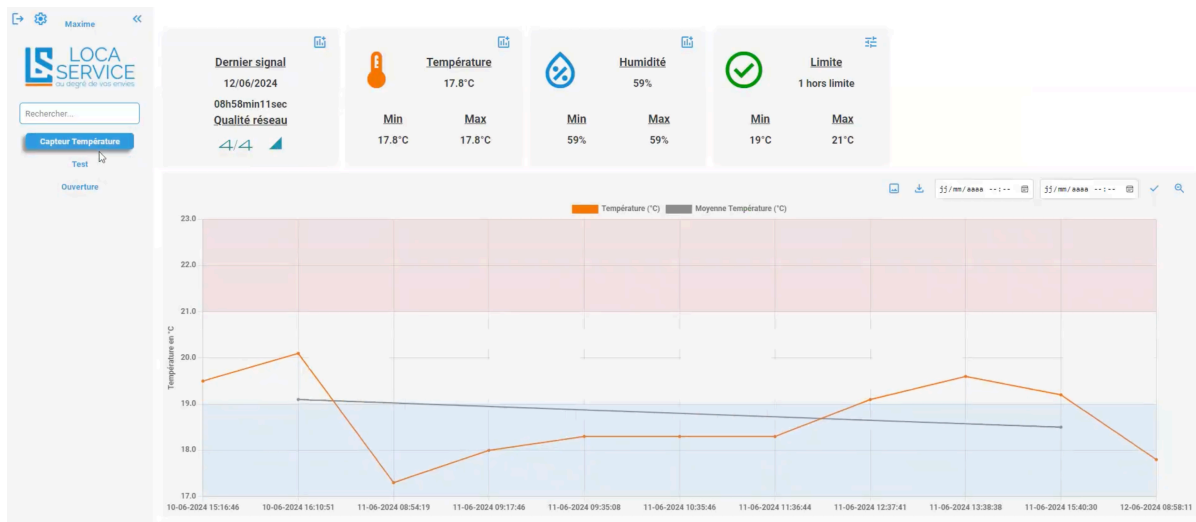 Maxime
LOCA
SERVICE
au degré de vos envies
Rechercher...
Capteur Température
Test
Ouverture
Dernier signal
12/06/2024
08h58min11sec
Qualité réseau
4/4
Température
17.8°C
Min Max
17.8°C 17.8°C
Humidité
59%
Min Max
59% 59%
Limite
1 hors limite
Min Max
19°C 21°C
jj/mm/aaaa --:-- jj/mm/aaaa --:--
Température (°C) Moyenne Température (°C)
Température en °C
23.0
22.0
21.0
20.0
19.0
18.0
17.0
10-06-2024 15:16:46 10-06-2024 16:10:51 11-06-2024 08:54:19 11-06-2024 09:17:46 11-06-2024 09:35:08 11-06-2024 10:35:46 11-06-2024 11:36:44 11-06-2024 12:37:41 11-06-2024 13:38:38 11-06-2024 15:40:30 12-06-2024 08:58:11